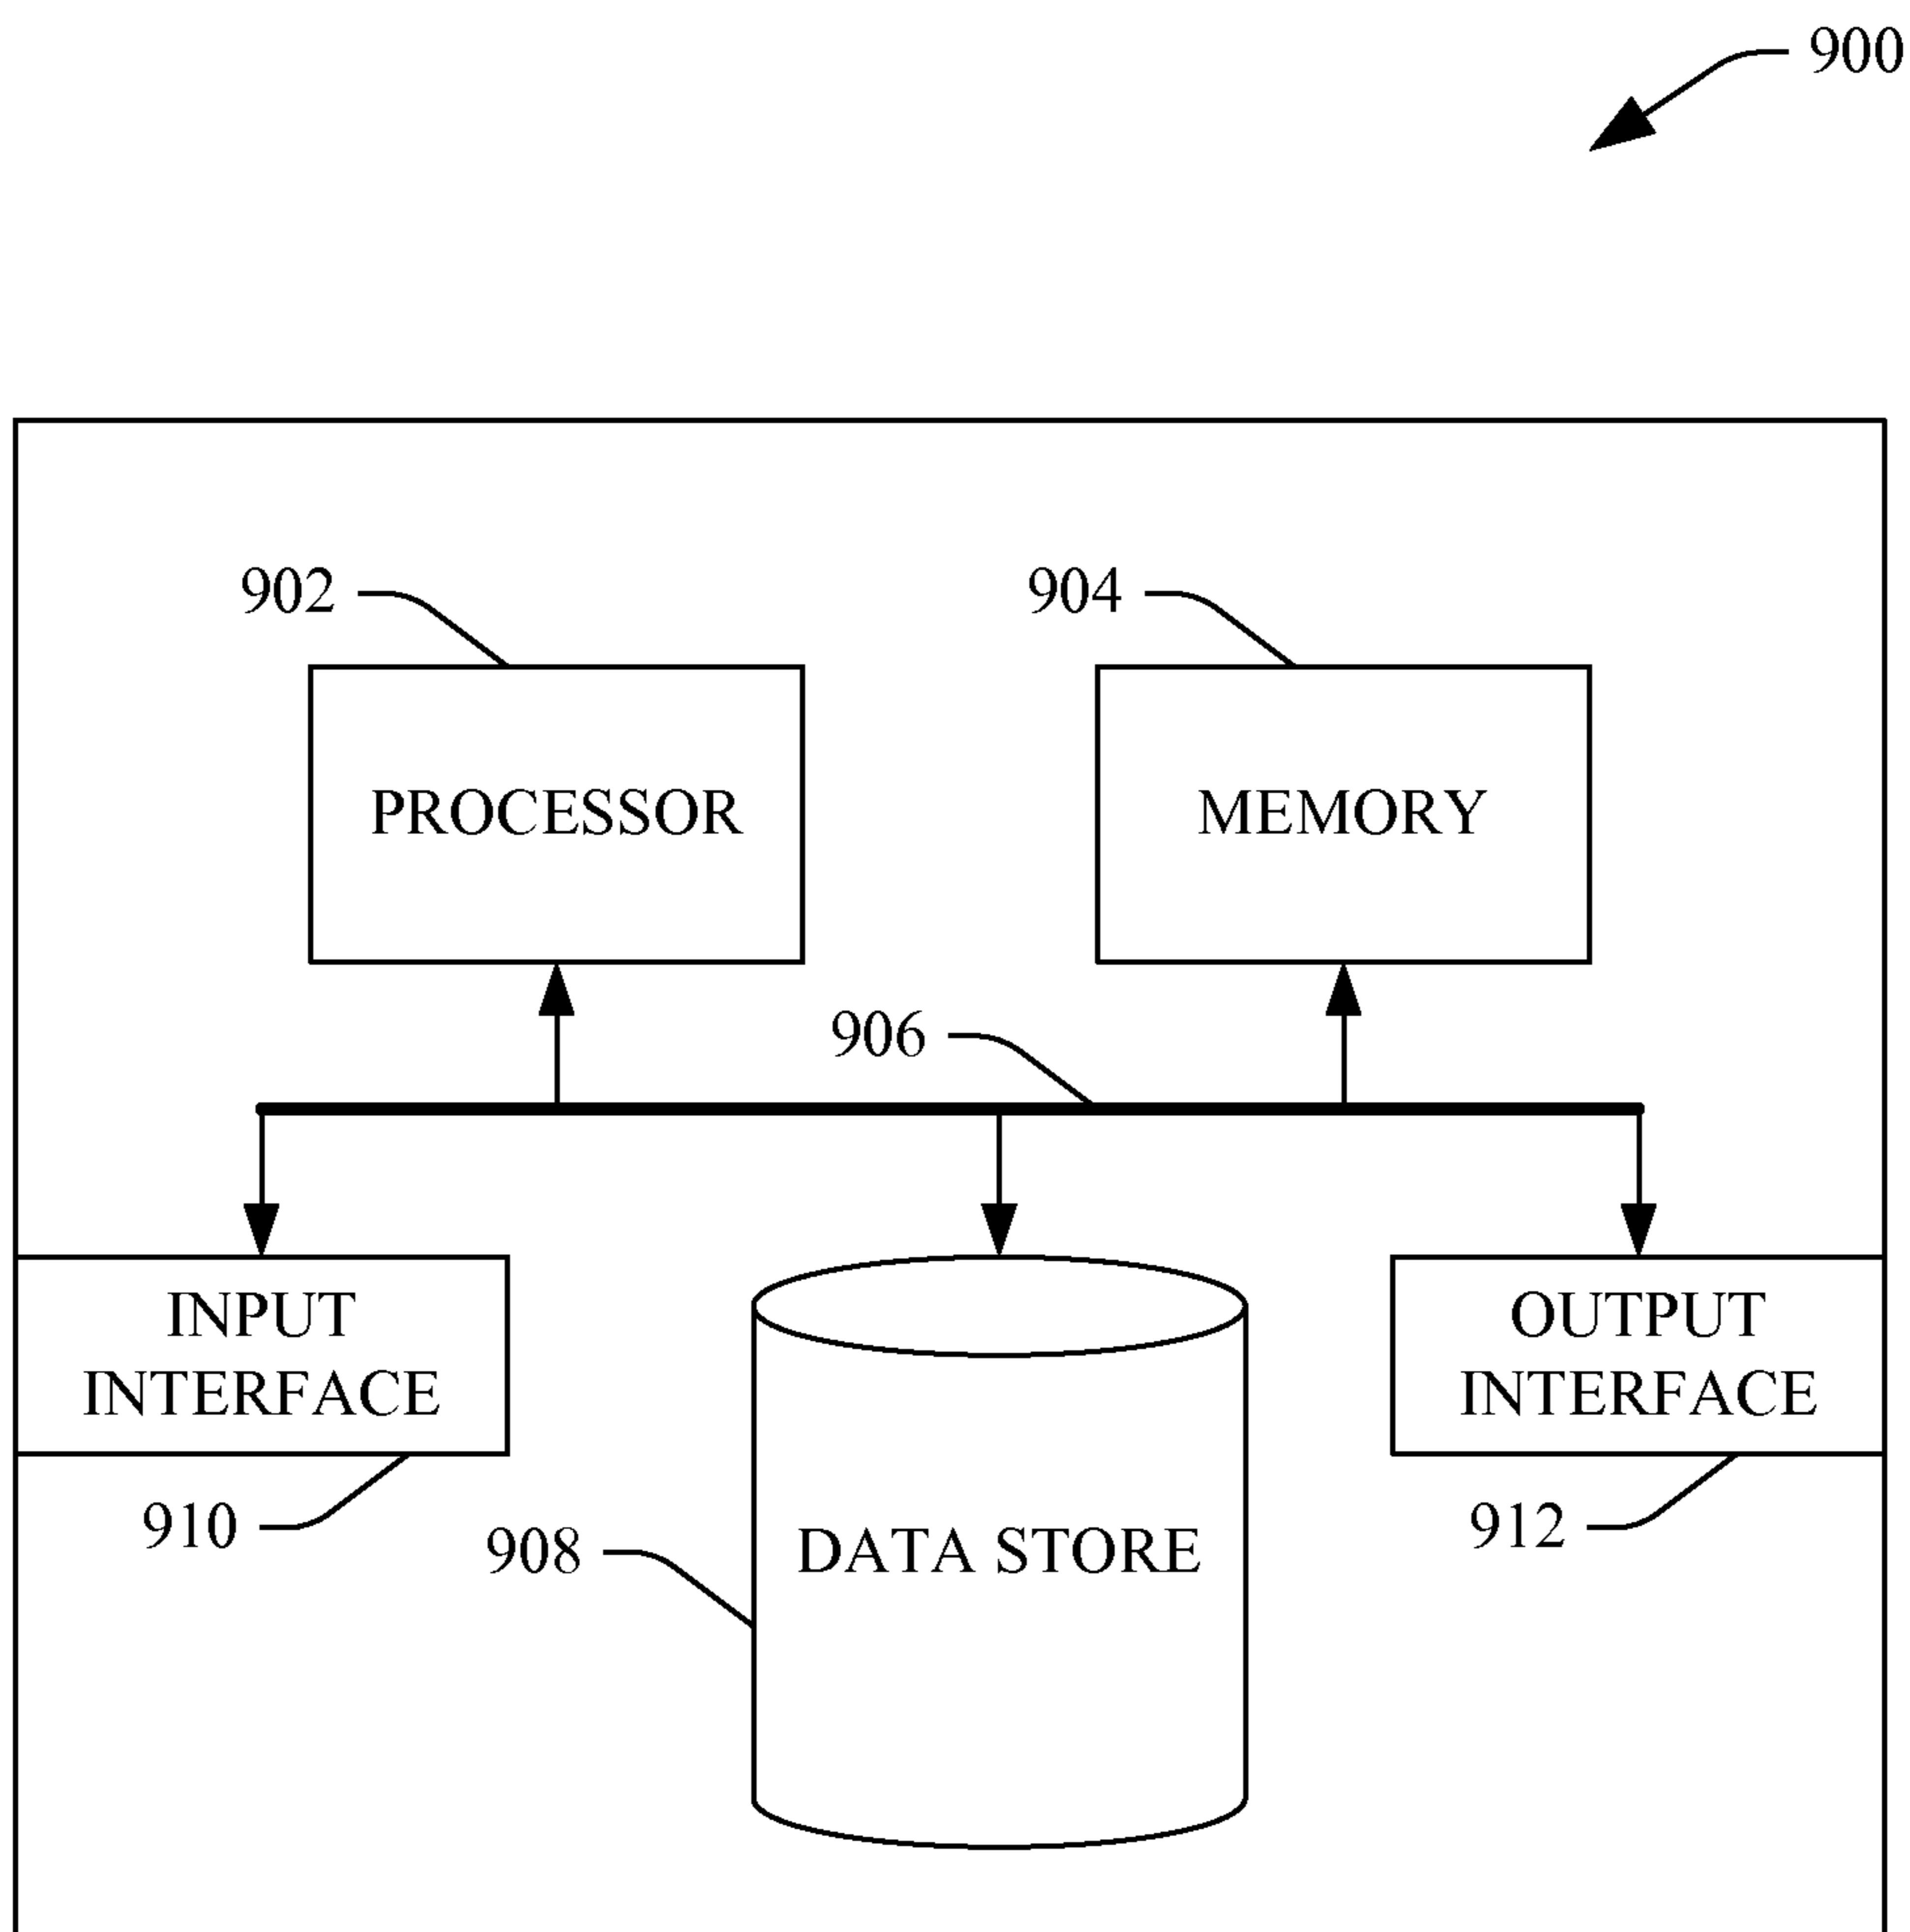 900
902
904
PROCESSOR
MEMORY
906
INPUT
INTERFACE
OUTPUT
INTERFACE
910
908
DATA STORE
912